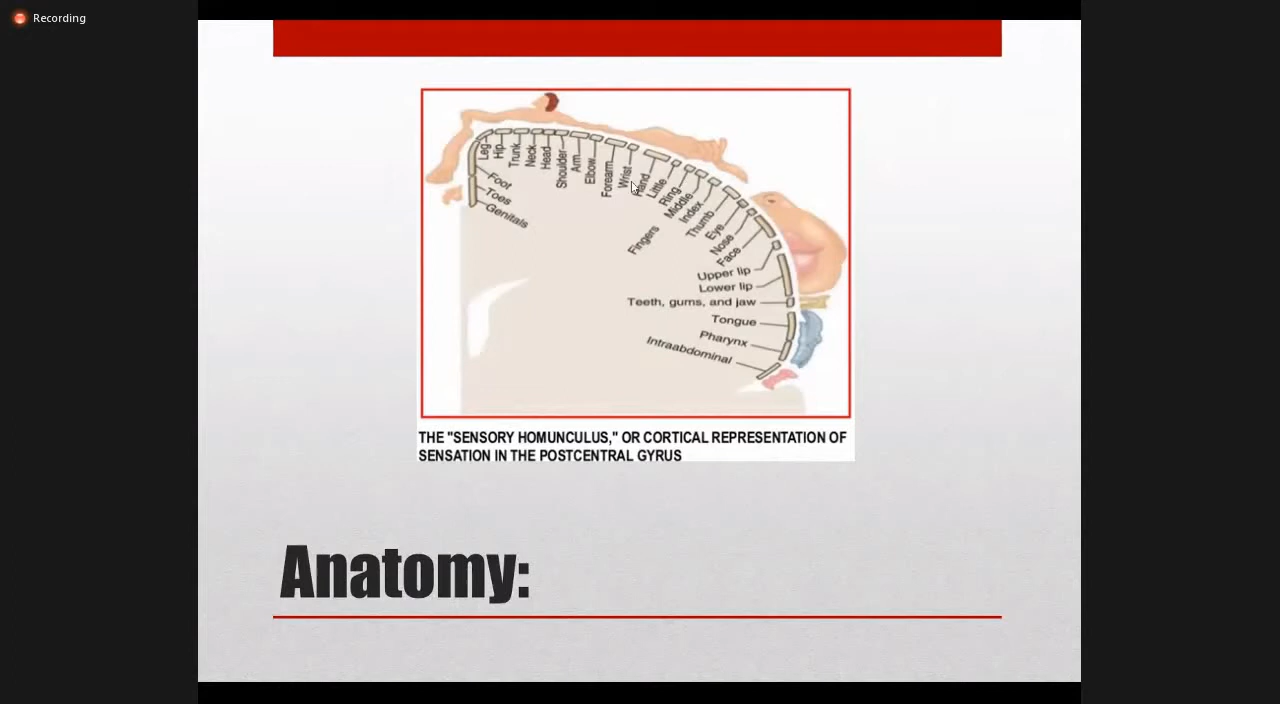 Recording
Leg
Hip
Trunk
Neck
Head
Shoulder
Arm
Elbow
Forearm
Wrist
Hand
Little
Ring
Middle
Index
Thumb
Eye
Nose
Face
Upper lip
Lower lip
Teeth, gums, and jaw
Tongue
Pharynx
Intraabdominal
Fingers
Foot
Toes
Genitals
THE "SENSORY HOMUNCULUS," OR CORTICAL REPRESENTATION OF
SENSATION IN THE POSTCENTRAL GYRUS
Anatomy: